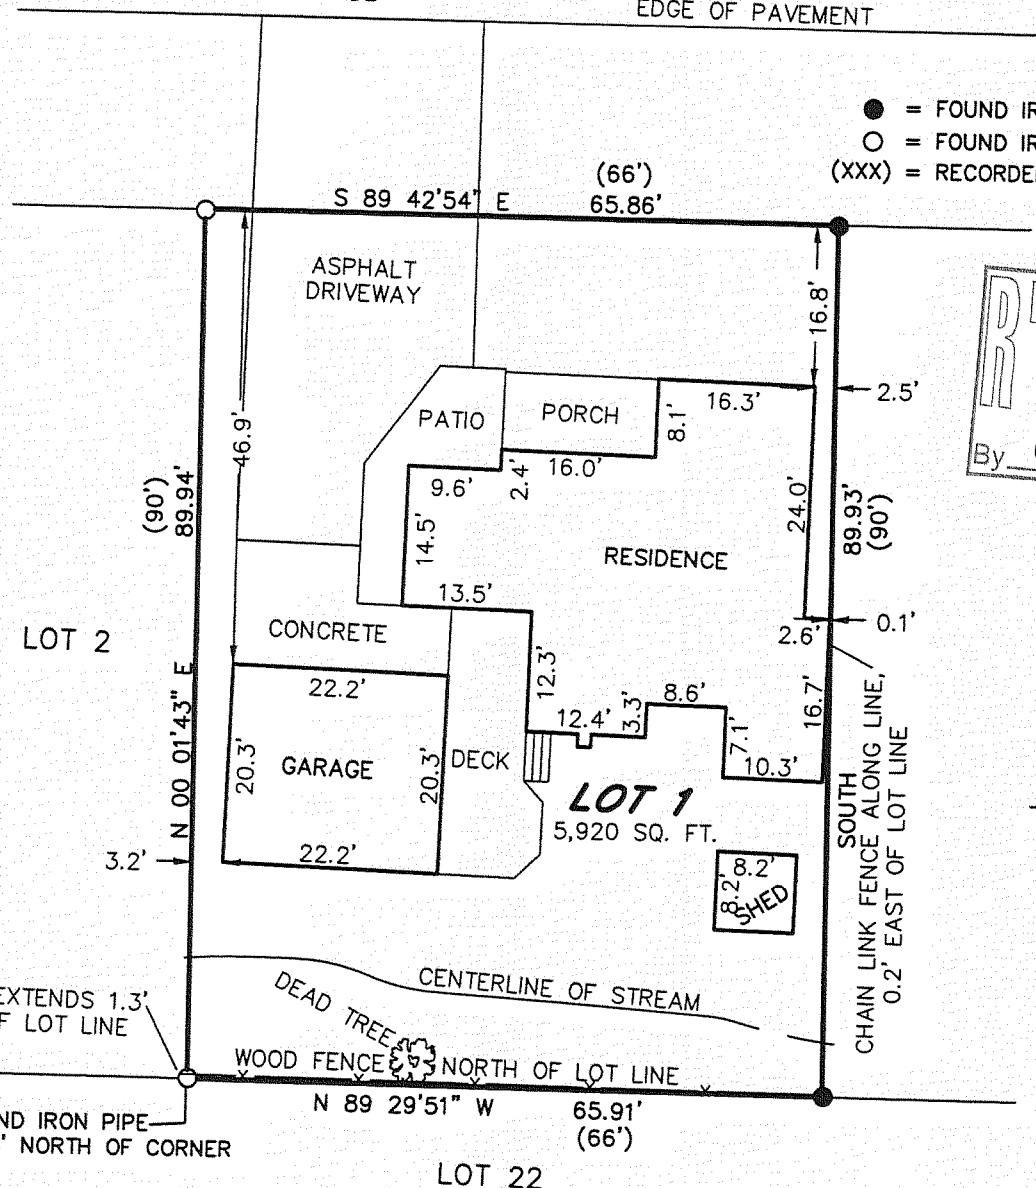 EDGE OF PAVEMENT
● = FOUND
○ = FOUND
(XXX) =
S 89 42'54" E
(66')
65.86'
ASPHALT
DRIVEWAY
16.8'
2.5'
46.9'
PATIO
PORCH
16.3'
8.1'
By
9.6'
2.4'
16.0'
(90')
89.94'
14.5'
24.0'
89.93'
(90')
RESIDENCE
13.5'
LOT 2
CONCRETE
2.6'
0.1'
22.2'
12.3'
8.6'
16.7'
12.4'
3.3'
7.1'
10.3'
N 00 01'43" E
20.3'
GARAGE
20.3'
DECK
LOT 1
5,920 SQ. FT.
SOUTH
CHAIN LINK FENCE ALONG LINE,
0.2' EAST OF LOT LINE
3.2'
22.2'
8.2'
8.2'
SHED
CENTERLINE OF STREAM
DEAD TREE
EXTENDS 1.3'
LOT LINE
WOOD FENCE NORTH OF LOT LINE
N 89 29'51" W
65.91'
(66')
IRON PIPE
NORTH OF CORNER
LOT 22